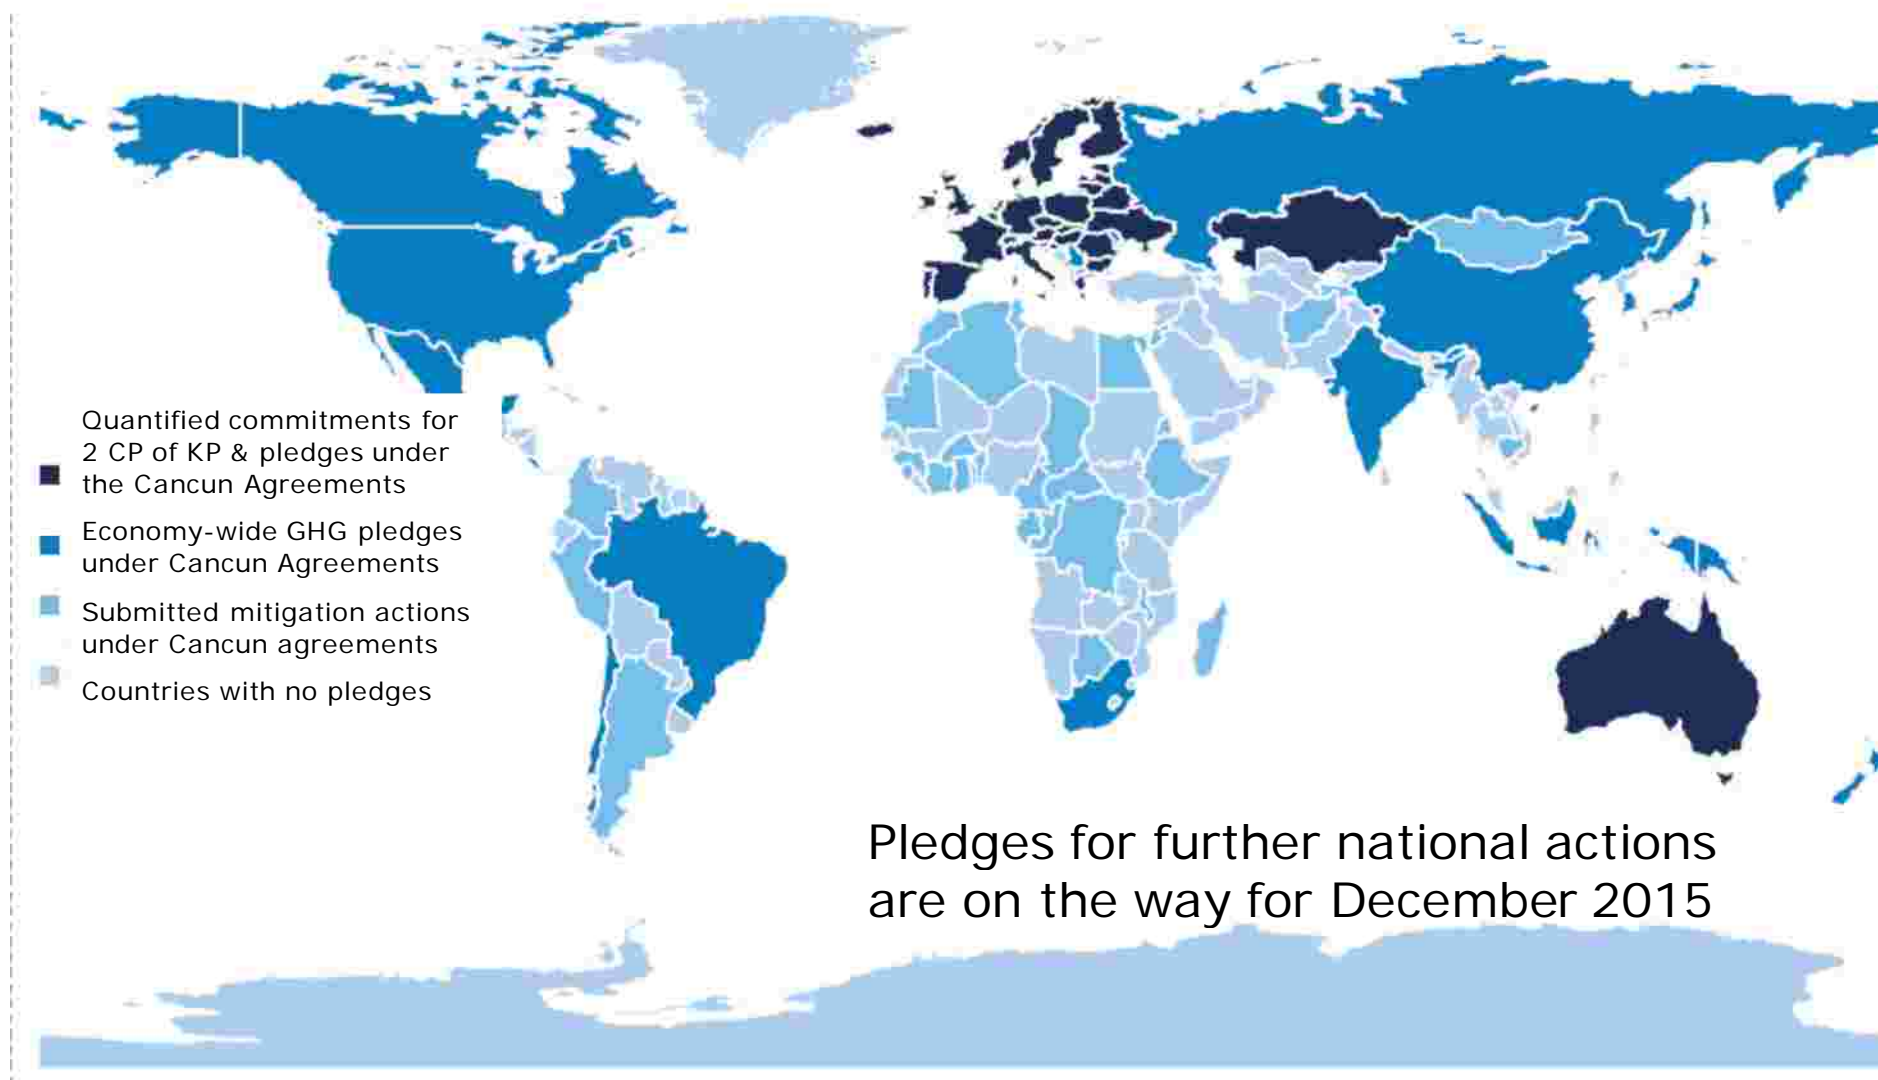 Quantified commitments for
2 CP of KP & pledges under
the Cancun Agreements
Economy-wide GHG pledges
under Cancun Agreements
Submitted mitigation actions
under Cancun agreements
Countries with no pledges
Pledges for further national actions
are on the way for December 2015